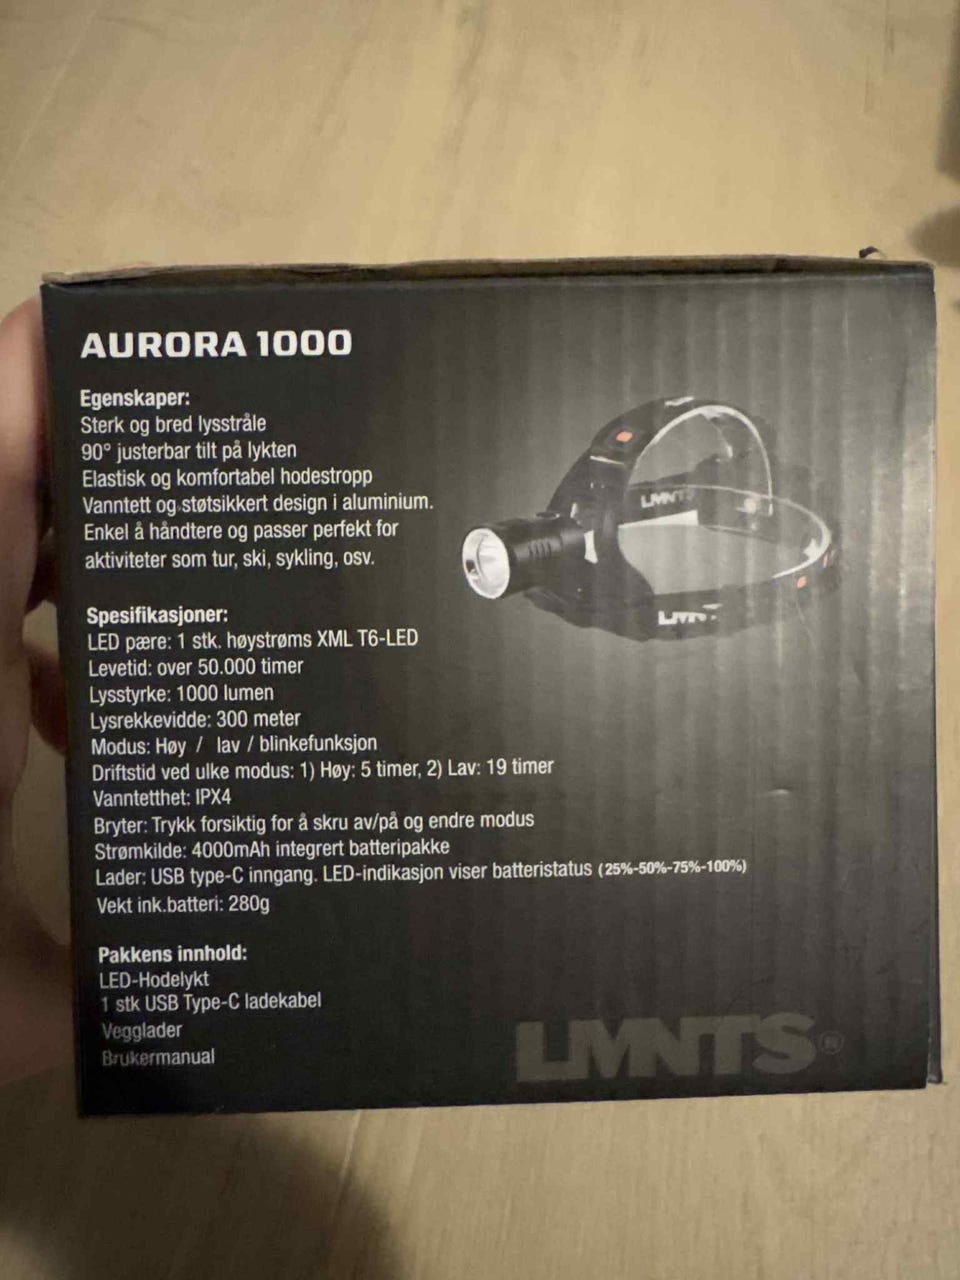 AURORA 1000
Egenskaper:
Sterk og bred lysstråle
90° justerbar tilt på lykten
Elastisk og komfortabel hodestropp
Vanntett og støtsikkert design i aluminium.
Enkel å håndtere og passer perfekt for
aktiviteter som tur, ski, sykling, osv.
LMNTS
LMNTS
Spesifikasjoner:
LED pære: 1 stk. høystrøms XML T6-LED
Levetid: over 50.000 timer
Lysstyrke: 1000 lumen
Lysrekkevidde: 300 meter
Modus: Høy / lav / blinkefunksjon
Driftstid ved ulke modus: 1) Høy: 5 timer, 2) Lav: 19 timer
Vanntetthet: IPX4
Bryter: Trykk forsiktig for å skru av/på og endre modus
Strømkilde: 4000mAh integrert batteripakke
Lader: USB type-C inngang. LED-indikasjon viser batteristatus (25%-50%-75%-100%)
Vekt ink.batteri: 280g
Pakkens innhold:
LED-Hodelykt
1 stk USB Type-C ladekabel
Vegglader
Brukermanual
LMNTS®